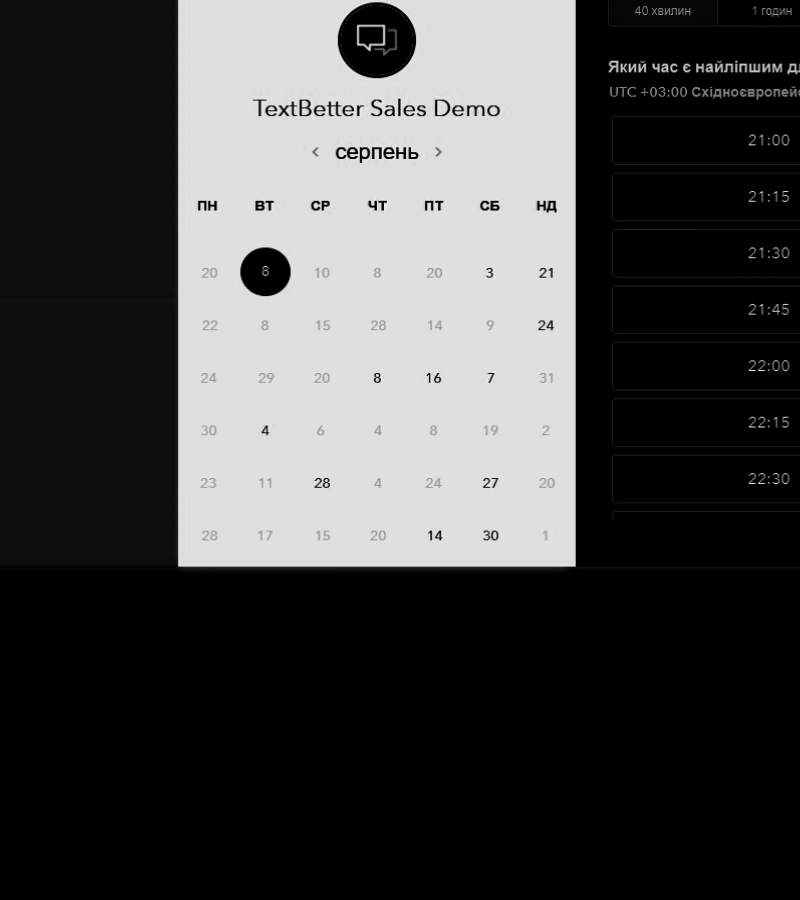 40 хвилин 1 годин
TextBetter Sales Demo
серпень
ПН ВТ СР ЧТ ПТ СБ НД
20 8 10 8 20 3 21
22 8 15 28 14 9 24
24 29 20 8 16 7 31
30 4 6 4 8 19 2
23 11 28 4 24 27 20
28 17 15 20 14 30 1
Який час є найліпшим
UTC +03:00
21:00
21:15
21:30
21:45
22:00
22:15
22:30